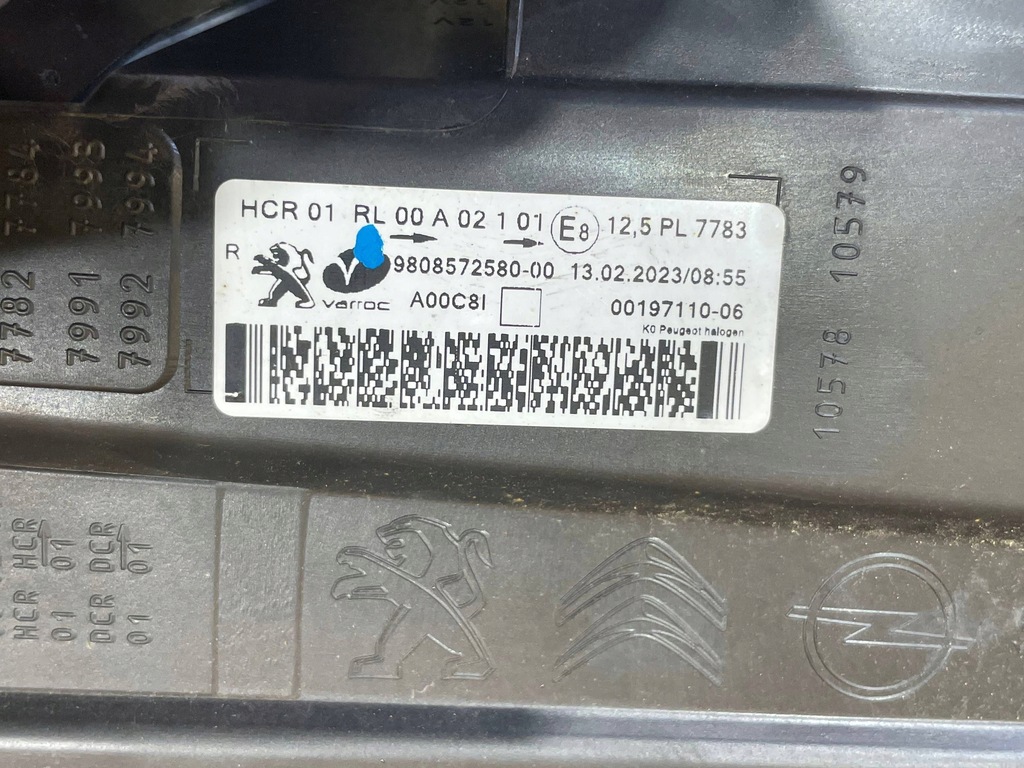 HCR 01 RL 00 A 02 1 01 E8 12,5 PL 7783
R
9808572580-00 13.02.2023/08:55
varroc A00C8I 00197110-06
K0 Peugeot halogen
7782
7991 7995
7992 7994
10578 10579
HCR HCR
01 01
DCR DCR
01 01